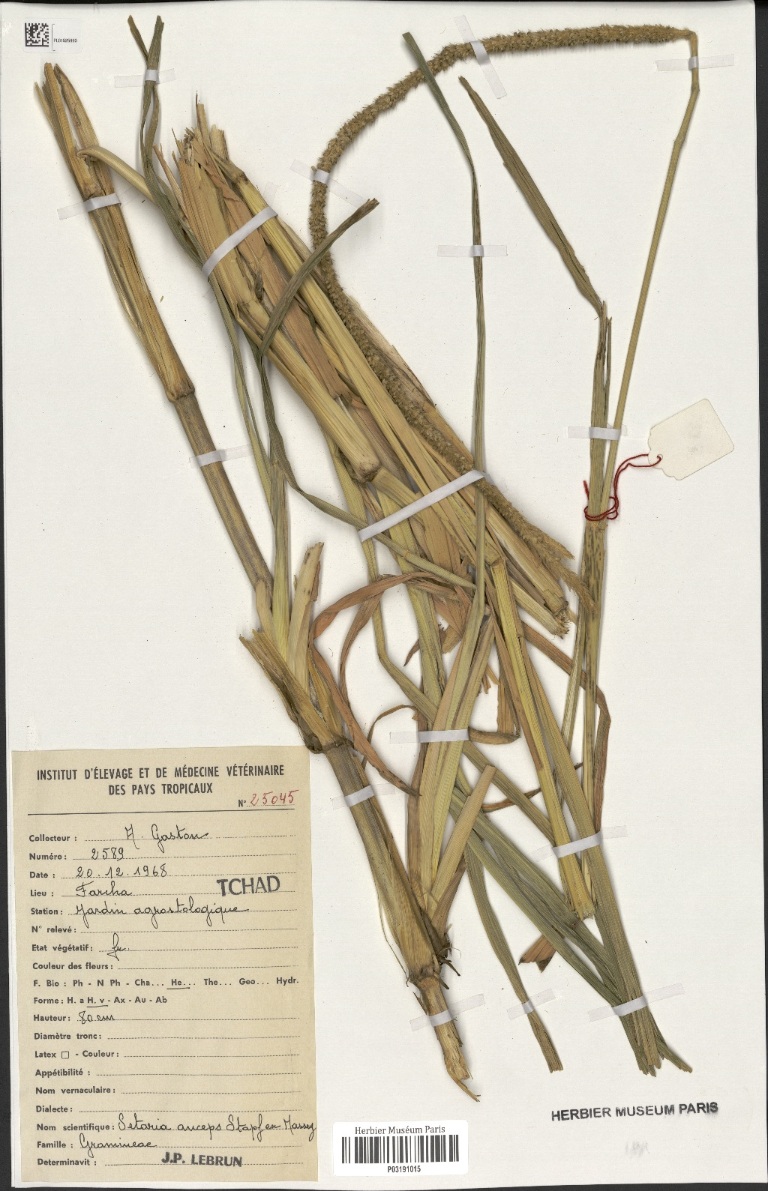 INSTITUT D'ÉLEVAGE ET DE MÉDECINE VÉTÉRINAIRE
DES PAYS TROPICAUX
N° 25045
Collecteur : A. Gaston
Numéro : 2589
Date : 20.12.1968
Lieu : Farcha TCHAD
Station : Jardin agrostologique
N° relevé :
Etat végétatif : fr.
Couleur des fleurs :
F. Bio : Ph - N Ph - Cha... He... The... Geo... Hydr.
Forme : H. a H. v - Ax - Au - Ab
Hauteur : 80 cm
Diamètre tronc :
Latex □ - Couleur :
Appétibilité :
Nom vernaculaire :
Dialecte :
Nom scientifique : Setaria anceps Stapf ex Massy
Famille : Gramineae
Determinavit : J.P. LEBRUN
Herbier Muséum Paris
P03191015
HERBIER MUSEUM PARIS